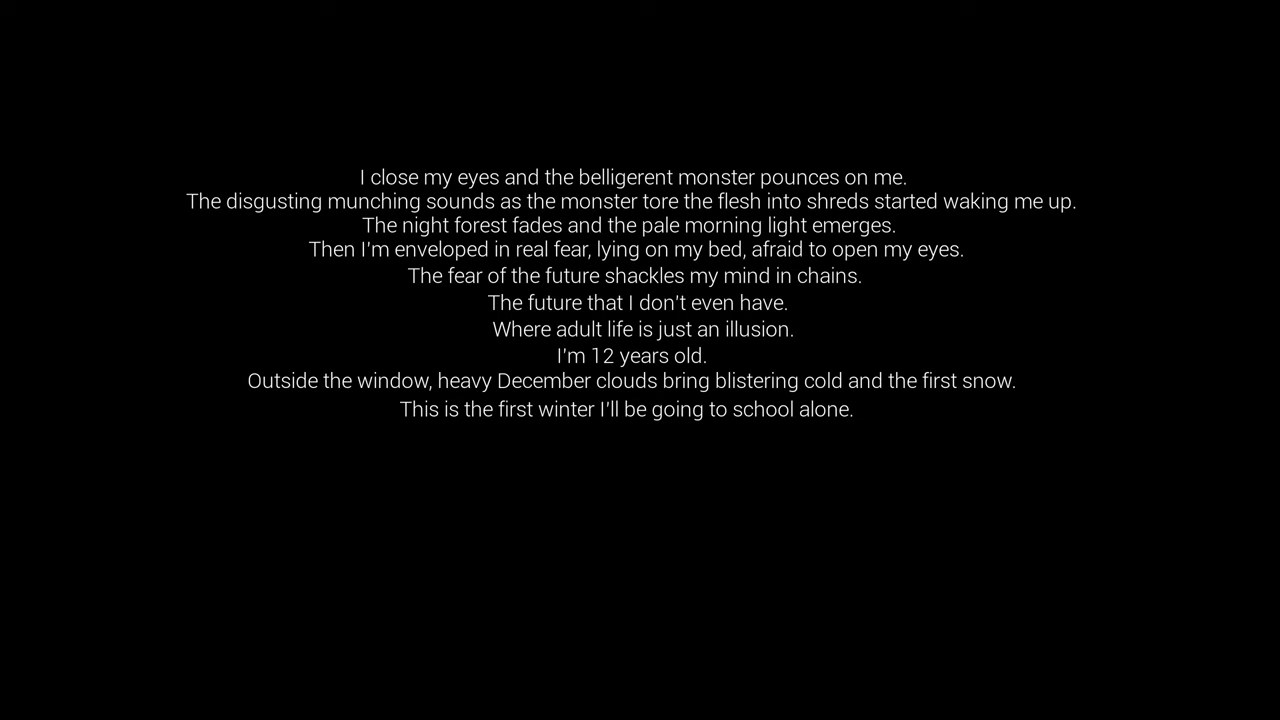 I close my eyes and the belligerent monster pounces on me.
The disgusting munching sounds as the monster tore the flesh into shreds started waking me up.
The night forest fades and the pale morning light emerges.
Then I'm enveloped in real fear, lying on my bed, afraid to open my eyes.
The fear of the future shackles my mind in chains.
The future that I don't even have.
Where adult life is just an illusion.
I'm 12 years old.
Outside the window, heavy December clouds bring blistering cold and the first snow.
This is the first winter I'll be going to school alone.